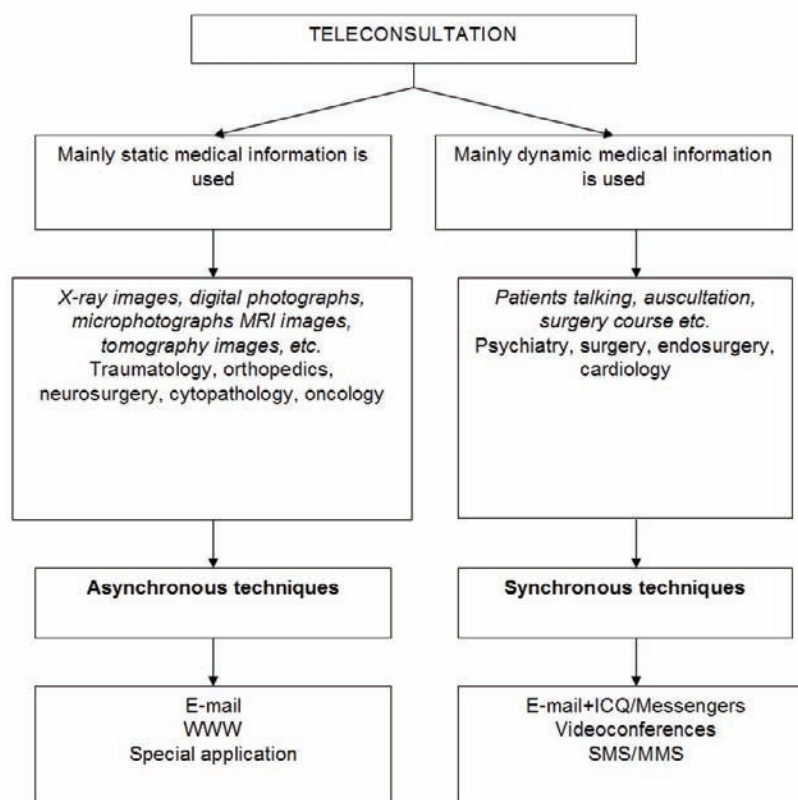 TELECONSULTATION
Mainly static medical information is
used
Mainly dynamic medical information
is used
X-ray images, digital photographs,
microphotographs MRI images,
tomography images, etc.
Traumatology, orthopedics,
neurosurgery, cytopathology, oncology
Patients talking, auscultation,
surgery course etc.
Psychiatry, surgery, endosurgery,
cardiology
Asynchronous techniques
Synchronous techniques
E-mail
WWW
Special application
E-mail+ICQ/Messengers
Videoconferences
SMS/MMS